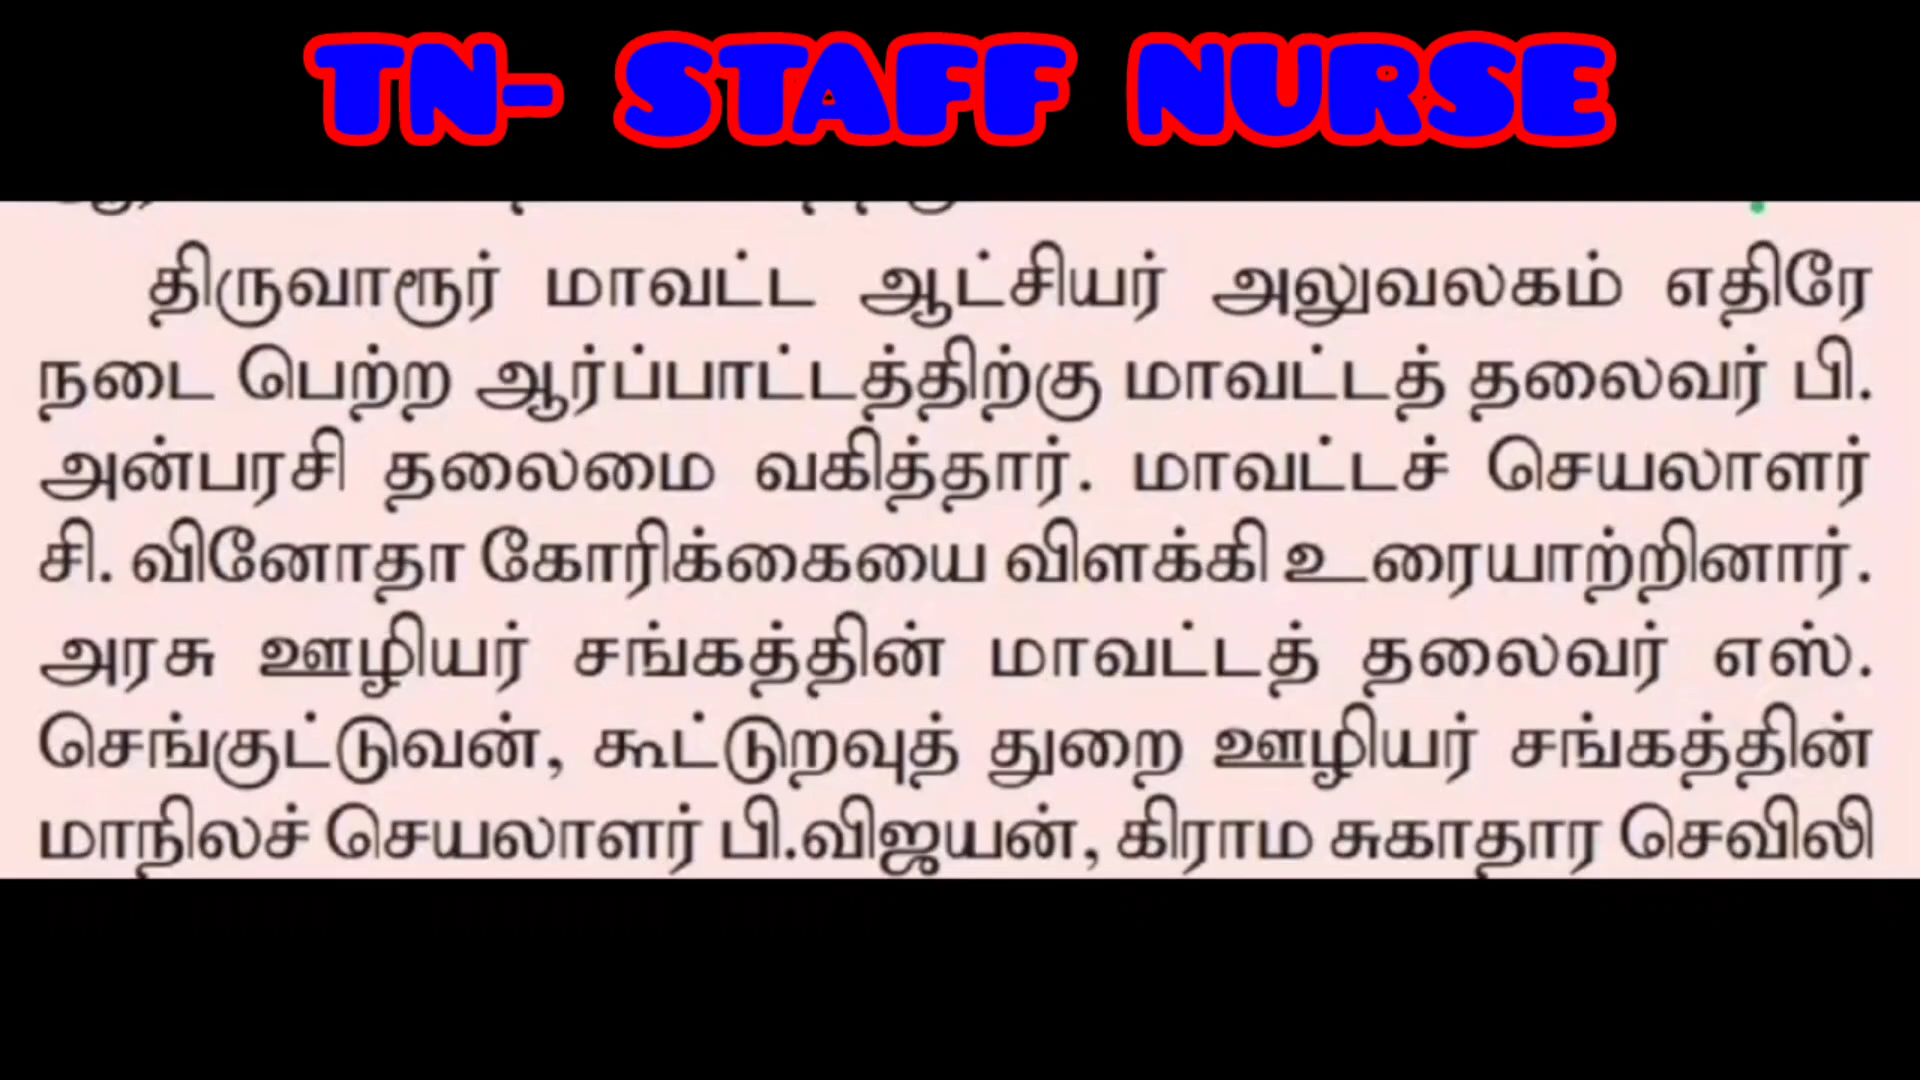 TN- STAFF NURSE
திருவாரூர் மாவட்ட ஆட்சியர் அலுவலகம் எதிரே
நடை பெற்ற ஆர்ப்பாட்டத்திற்கு மாவட்டத் தலைவர் பி.
அன்பரசி தலைமை வகித்தார். மாவட்டச் செயலாளர்
சி. வினோதா கோரிக்கையை விளக்கி உரையாற்றினார்.
அரசு ஊழியர் சங்கத்தின் மாவட்டத் தலைவர் எஸ்.
செங்குட்டுவன், கூட்டுறவுத் துறை ஊழியர் சங்கத்தின்
மாநிலச் செயலாளர் பி.விஜயன், கிராம சுகாதார செவிலி